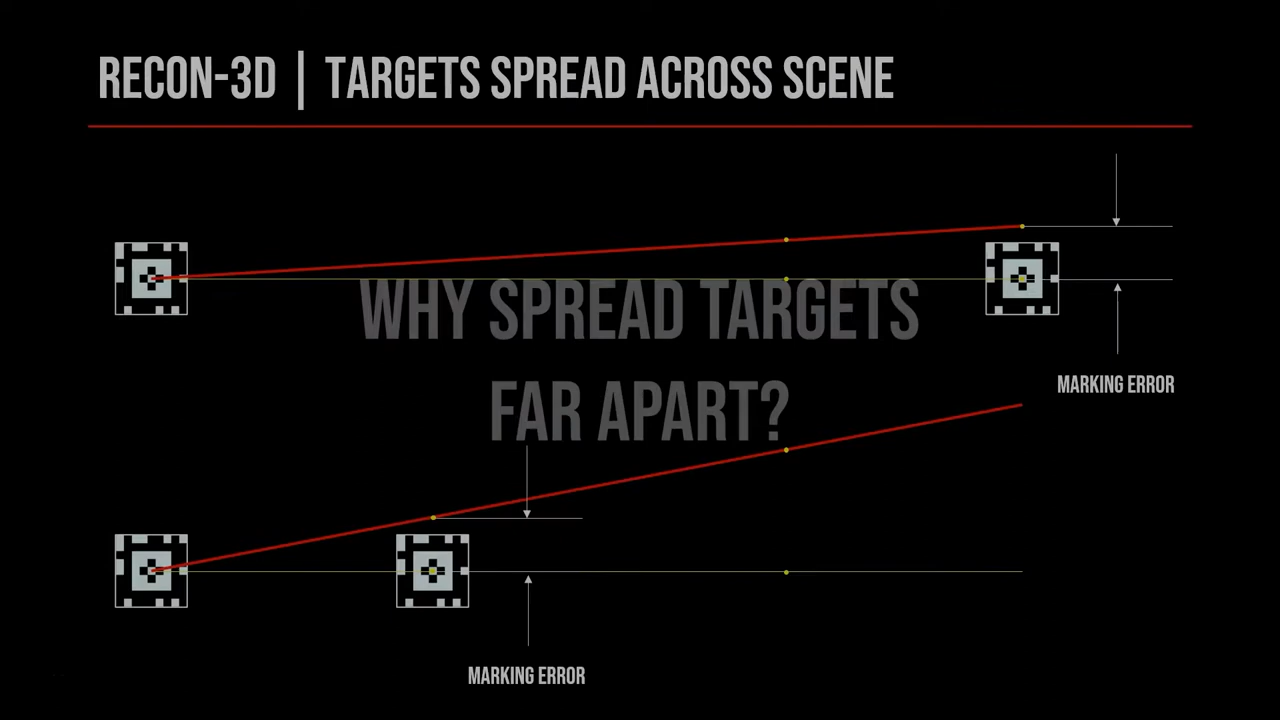 RECON-3D | TARGETS SPREAD ACROSS SCENE
WHY SPREAD TARGETS
FAR APART?
MARKING ERROR
MARKING ERROR